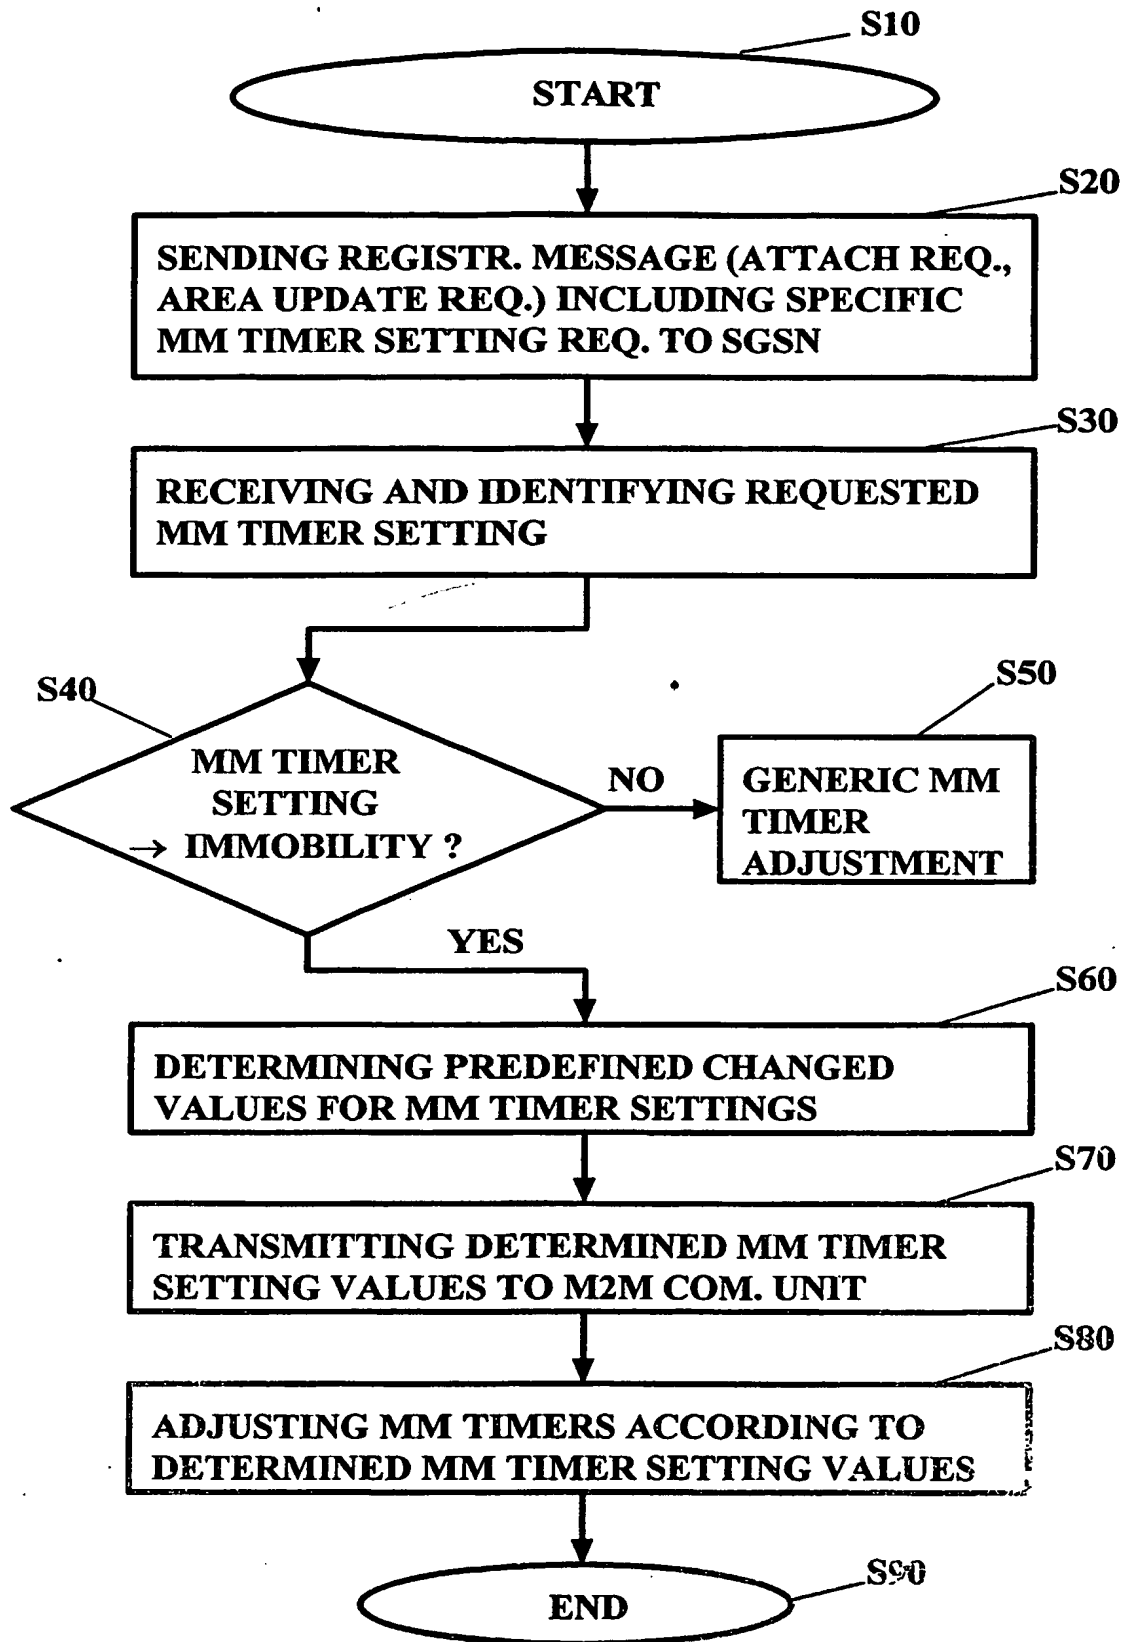 S10
START
S20
SENDING REGISTR. MESSAGE (ATTACH REQ.,
AREA UPDATE REQ.) INCLUDING SPECIFIC
MM TIMER SETTING REQ. TO SGSN
S30
RECEIVING AND IDENTIFYING REQUESTED
MM TIMER SETTING
S40
MM TIMER
SETTING
→ IMMOBILITY ?
NO
S50
GENERIC MM
TIMER
ADJUSTMENT
YES
S60
DETERMINING PREDEFINED CHANGED
VALUES FOR MM TIMER SETTINGS
S70
TRANSMITTING DETERMINED MM TIMER
SETTING VALUES TO M2M COM. UNIT
S80
ADJUSTING MM TIMERS ACCORDING TO
DETERMINED MM TIMER SETTING VALUES
S90
END